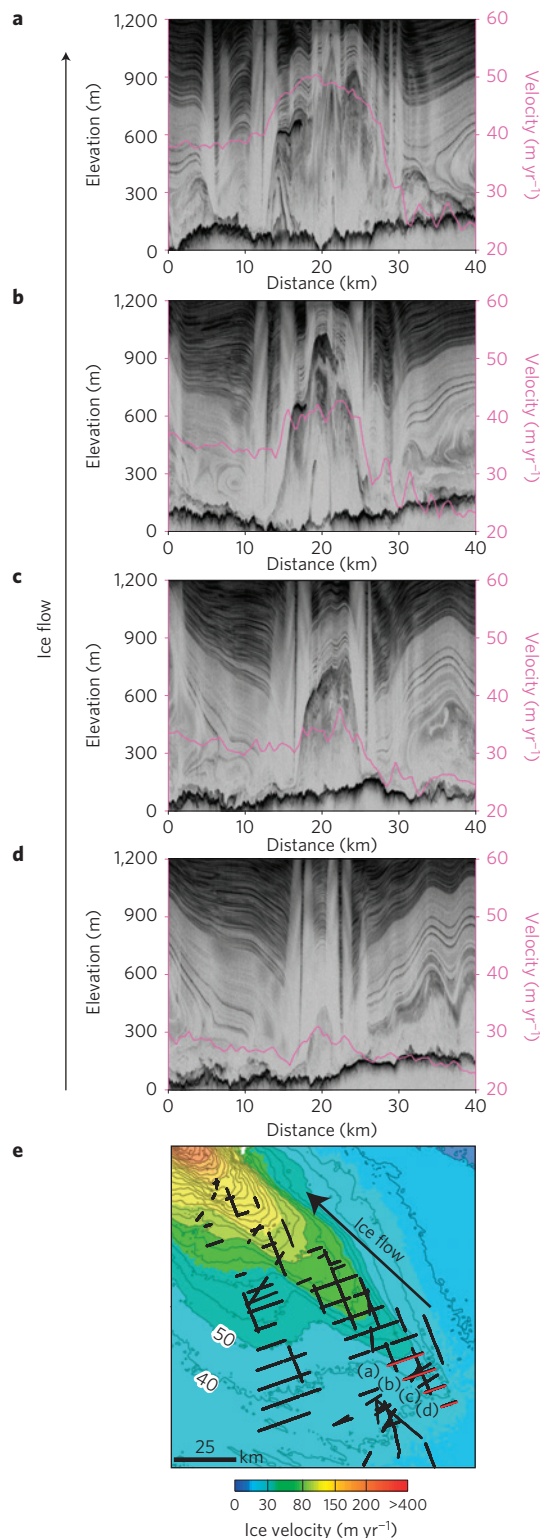 a
1,200
900
600
300
0
Elevation (m)
60
50
40
30
20
Velocity (m yr⁻¹)
0 10 20 30 40
Distance (km)
b
1,200
900
600
300
0
Elevation (m)
60
50
40
30
20
Velocity (m yr⁻¹)
0 10 20 30 40
Distance (km)
Ice flow
c
1,200
900
600
300
0
Elevation (m)
60
50
40
30
20
Velocity (m yr⁻¹)
0 10 20 30 40
Distance (km)
d
1,200
900
600
300
0
Elevation (m)
60
50
40
30
20
Velocity (m yr⁻¹)
0 10 20 30 40
Distance (km)
e
Ice flow
50
40
(a)
(b)
(c)
(d)
25
km
0 30 80 150 200 >400
Ice velocity (m yr⁻¹)